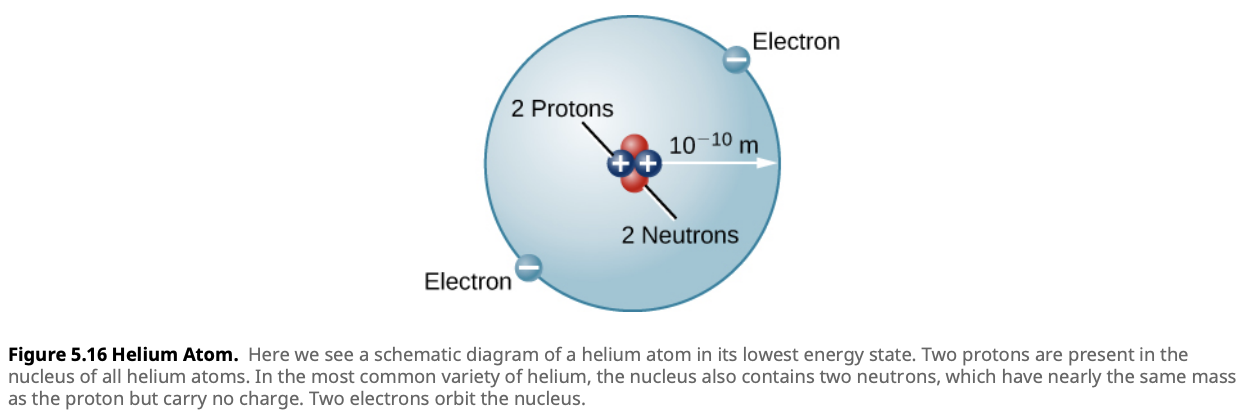 Electron
2 Protons
10⁻¹⁰ m
+ +
2 Neutrons
Electron
Figure 5.16 Helium Atom. Here we see a schematic diagram of a helium atom in its lowest energy state. Two protons are present in the
nucleus of all helium atoms. In the most common variety of helium, the nucleus also contains two neutrons, which have nearly the same mass
as the proton but carry no charge. Two electrons orbit the nucleus.